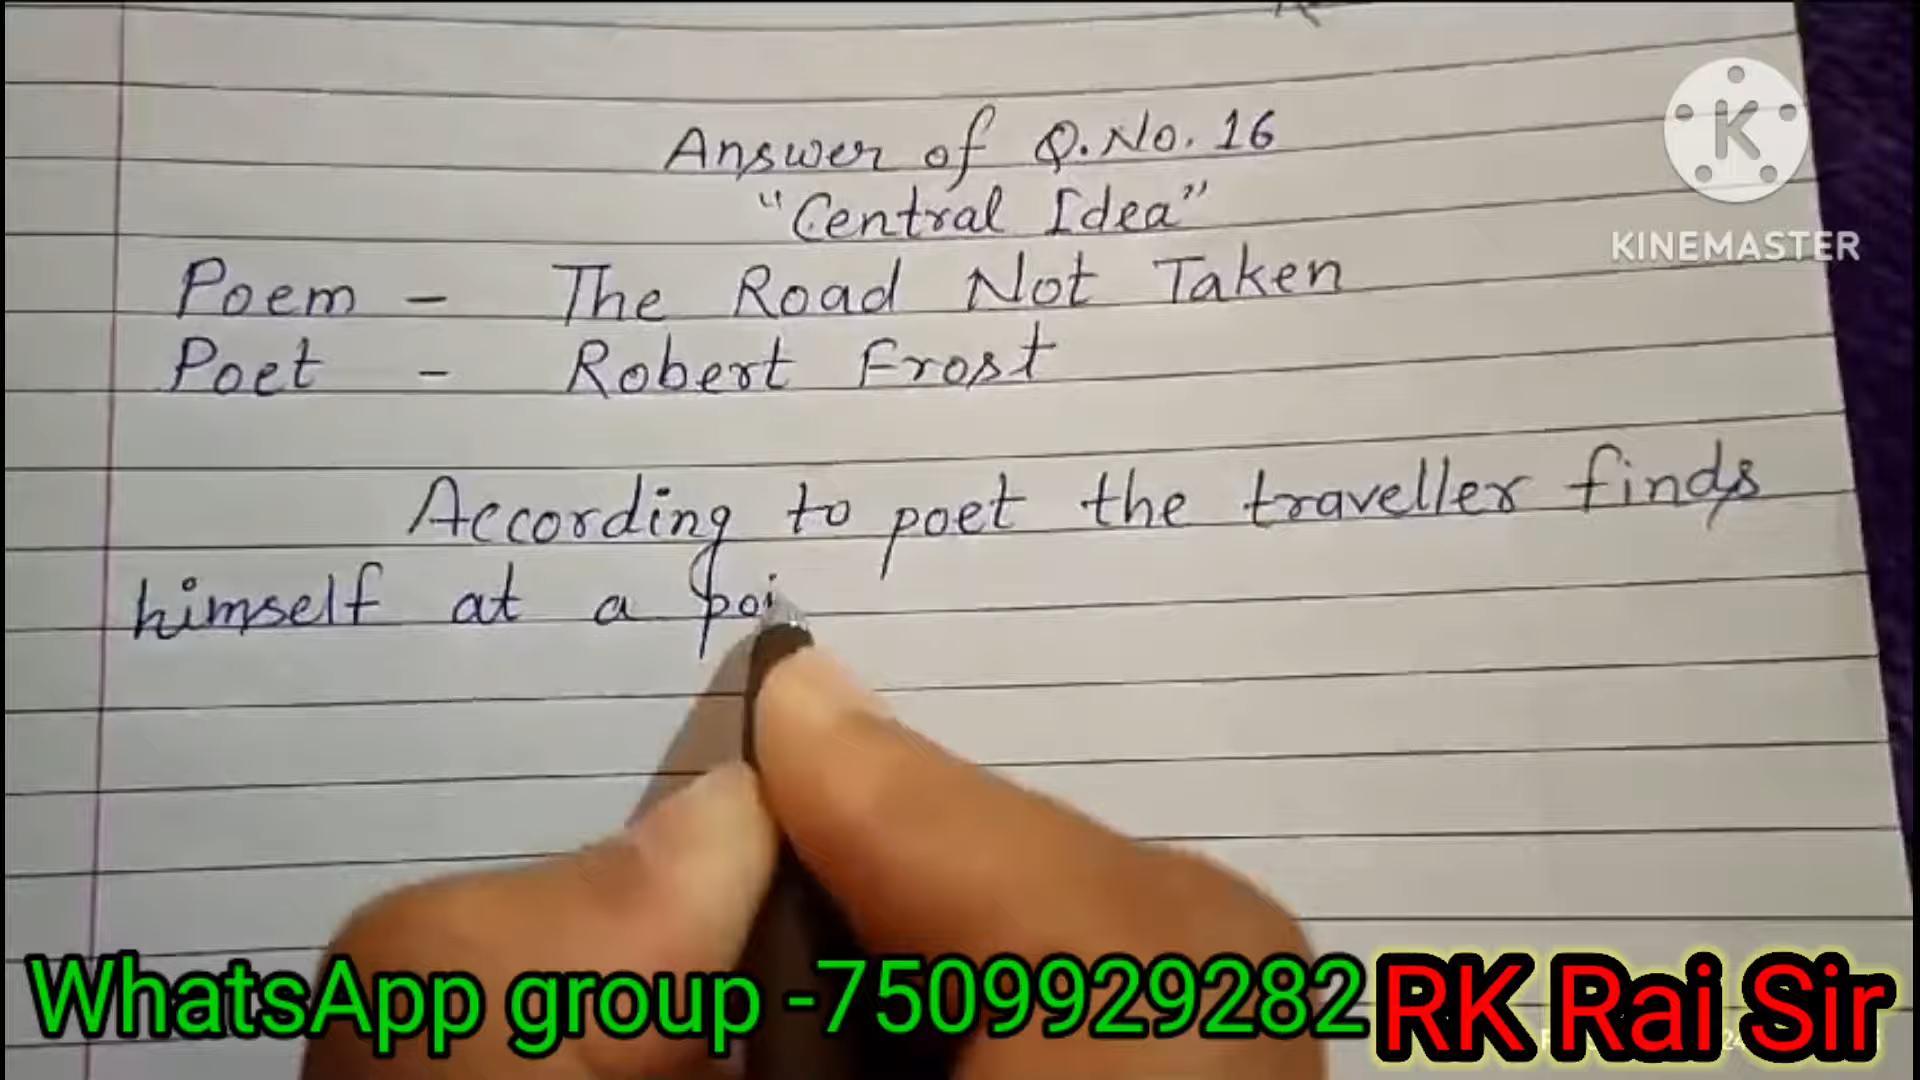 Answer of Q.No. 16
"Central Idea"
KINEMASTER
Poem - The Road Not Taken
Poet - Robert Frost
According to poet the traveller finds
himself at a poi
WhatsApp group -7509929282 RK Rai Sir